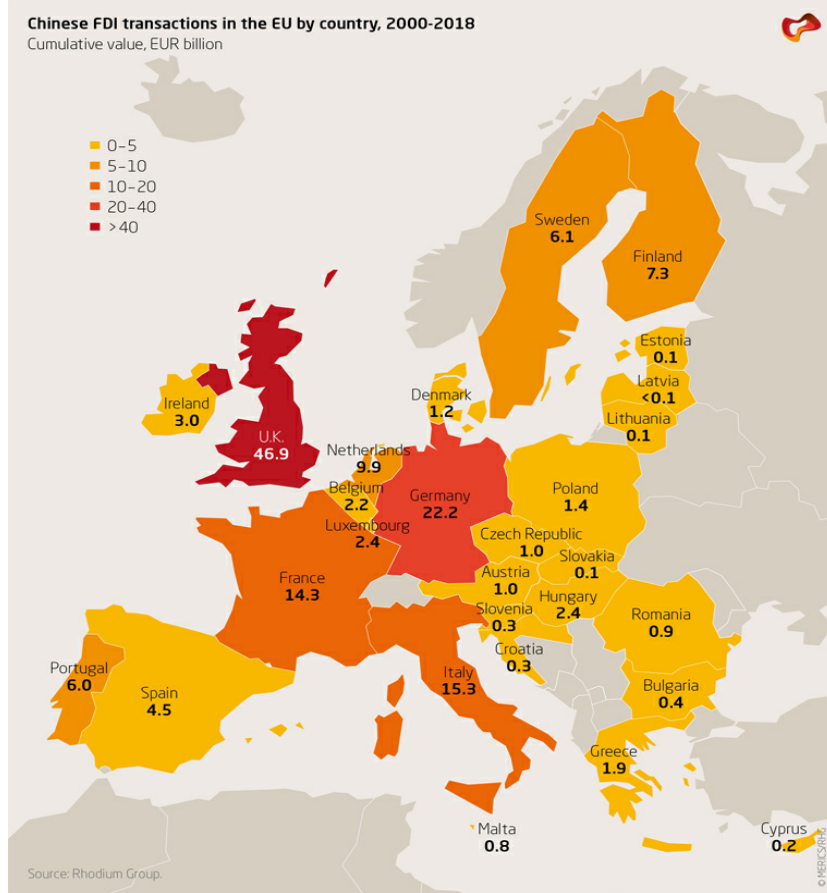 Chinese FDI transactions in the EU by country, 2000-2018
Cumulative value, EUR billion
0–5
5–10
10–20
20–40
>40
Sweden
6.1
Finland
7.3
Estonia
0.1
Latvia
<0.1
Lithuania
0.1
Denmark
1.2
Ireland
3.0
U.K.
46.9
Netherlands
9.9
Belgium
2.2
Luxembourg
2.4
Germany
22.2
Poland
1.4
Czech Republic
1.0
Slovakia
0.1
Austria
1.0
Hungary
2.4
Slovenia
0.3
Croatia
0.3
Romania
0.9
Bulgaria
0.4
France
14.3
Italy
15.3
Portugal
6.0
Spain
4.5
Greece
1.9
Malta
0.8
Cyprus
0.2
Source: Rhodium Group.
© MERICS/RHG